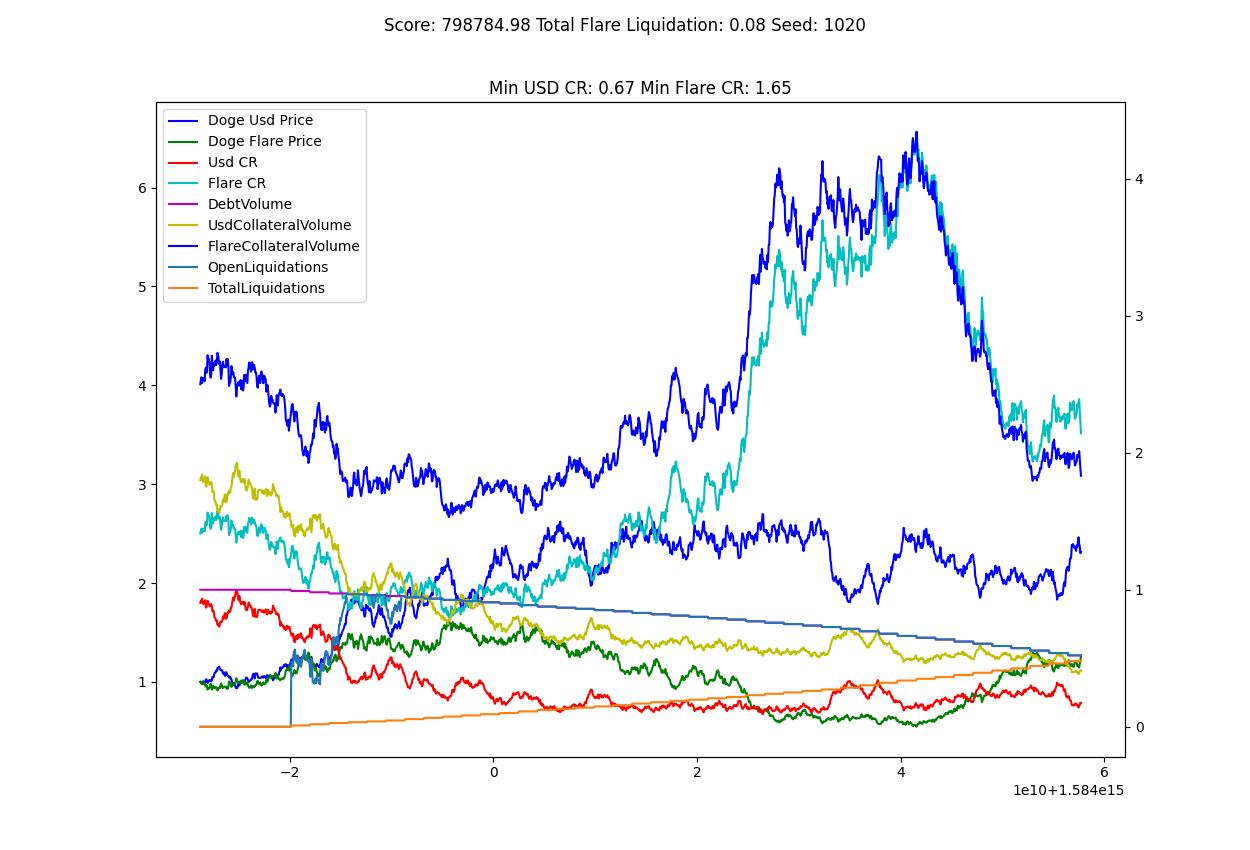 Score: 798784.98 Total Flare Liquidation: 0.08 Seed: 1020
Min USD CR: 0.67 Min Flare CR: 1.65
Doge Usd Price
Doge Flare Price
Usd CR
Flare CR
DebtVolume
UsdCollateralVolume
FlareCollateralVolume
OpenLiquidations
TotalLiquidations
6
5
4
3
2
1
4
3
2
1
0
−2
0
2
4
6
1e10+1.584e15